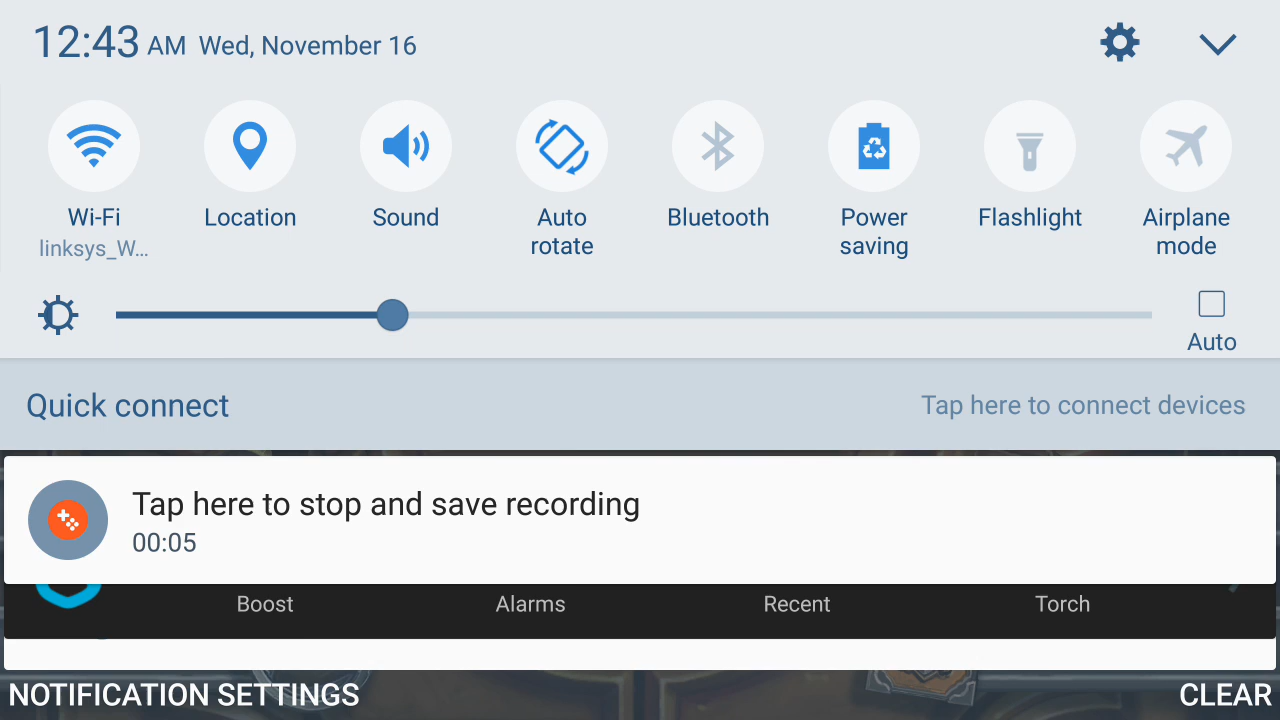 12:43 AM Wed, November 16
Wi-Fi
linksys_W...
Location
Sound
Auto
rotate
Bluetooth
Power
saving
Flashlight
Airplane
mode
Auto
Quick connect
Tap here to connect devices
Tap here to stop and save recording
00:05
Boost
Alarms
Recent
Torch
NOTIFICATION SETTINGS
CLEAR